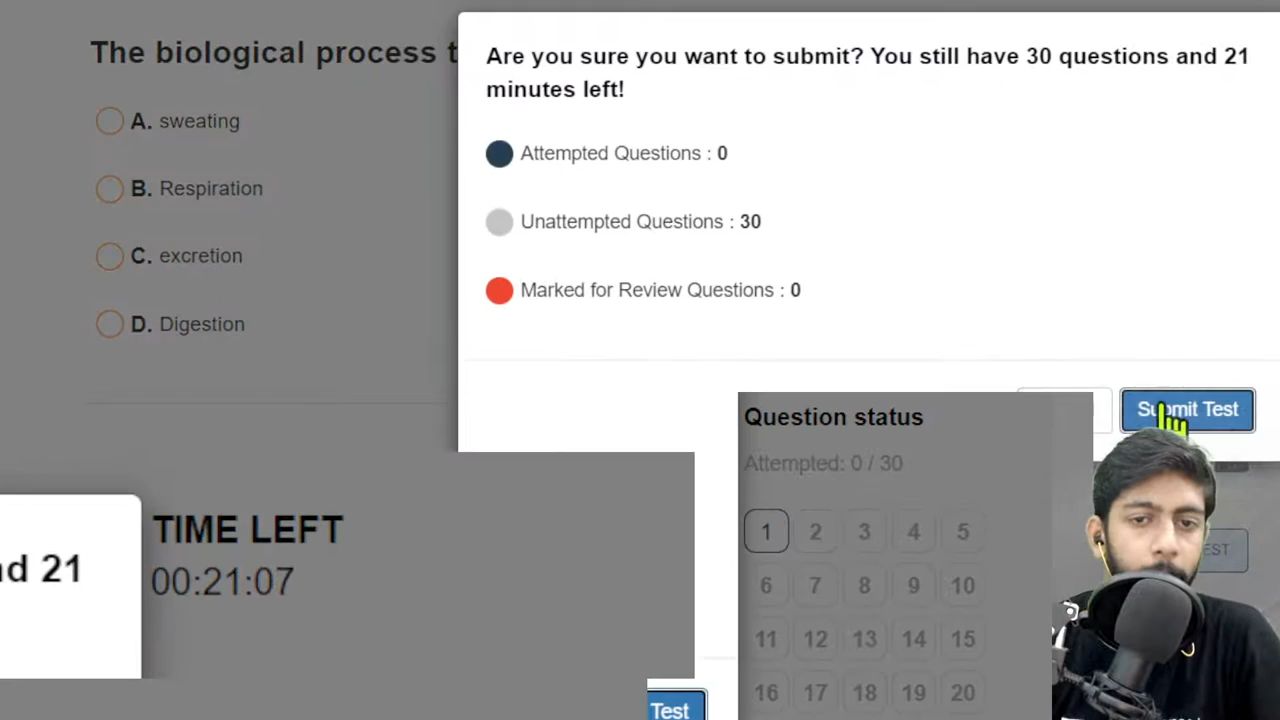 The biological process t
A. sweating
B. Respiration
C. excretion
D. Digestion
Are you sure you want to submit? You still have 30 questions and 21
minutes left!
Attempted Questions : 0
Unattempted Questions : 30
Marked for Review Questions : 0
Submit Test
nd 21
TIME LEFT
00:21:07
Test
Question status
Attempted: 0 / 30
1 2 3 4 5
6 7 8 9 10
11 12 13 14 15
16 17 18 19 20
EST